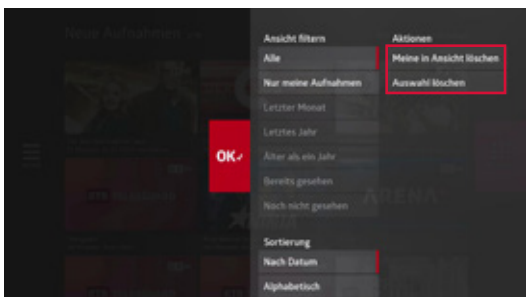 Neue Aufnahmen
Ansicht filtern
Alle
Nur meine Aufnahmen
Letzter Monat
Letztes Jahr
Älter als ein Jahr
Bereits gesehen
Noch nicht gesehen
Sortierung
Nach Datum
Alphabetisch
Aktionen
Meine in Ansicht löschen
Auswahl löschen
OK
ARENA